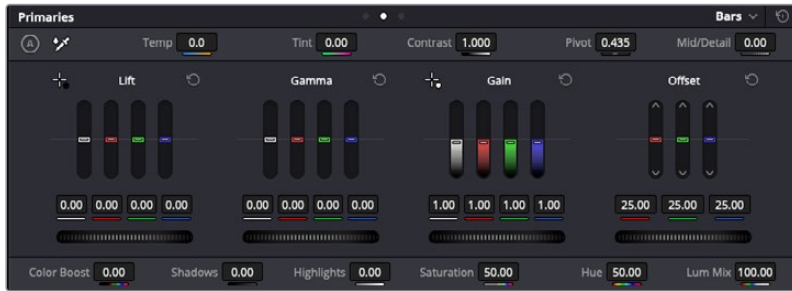 Primaries Bars
A Temp 0.0 Tint 0.00 Contrast 1.000 Pivot 0.435 Mid/Detail 0.00
Lift Gamma Gain Offset
0.00 0.00 0.00 0.00 0.00 0.00 0.00 0.00 1.00 1.00 1.00 1.00 25.00 25.00 25.00
Color Boost 0.00 Shadows 0.00 Highlights 0.00 Saturation 50.00 Hue 50.00 Lum Mix 100.00